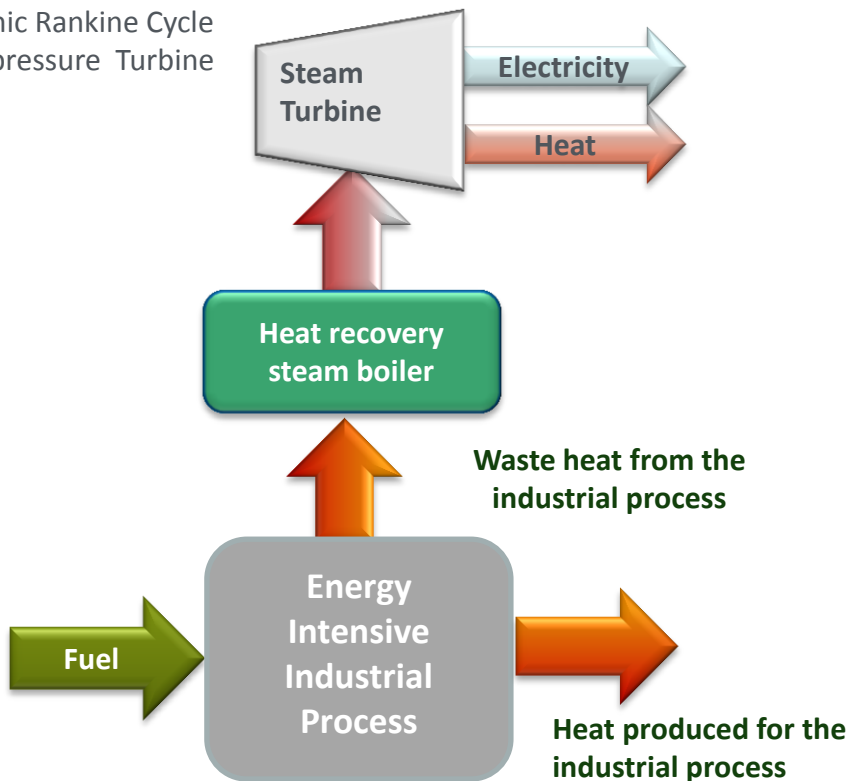 nic Rankine Cycle
pressure Turbine
Steam
Turbine
Electricity
Heat
Heat recovery
steam boiler
Waste heat from the
industrial process
Energy
Intensive
Industrial
Process
Fuel
Heat produced for the
industrial process